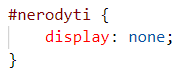 #nerodyti {
    display: none;
}